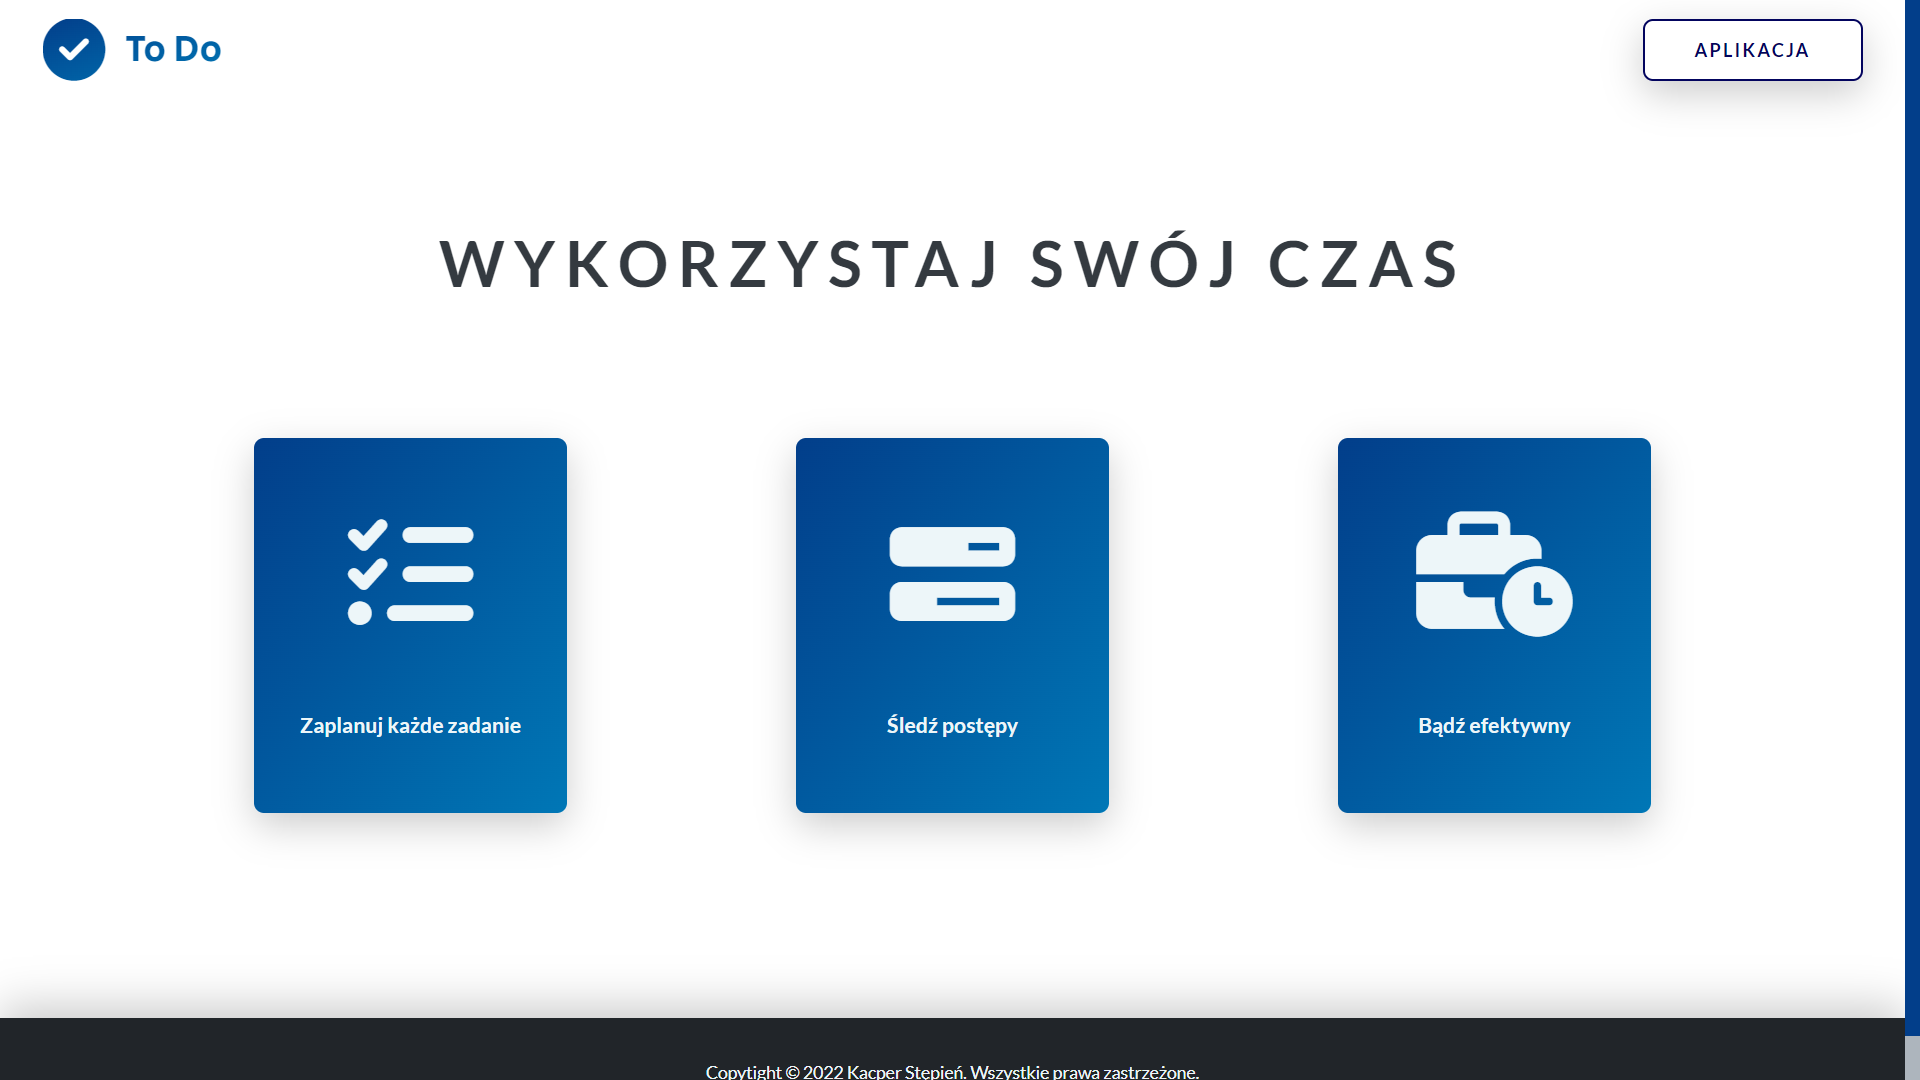 To Do
APLIKACJA
WYKORZYSTAJ SWÓJ CZAS
Zaplanuj każde zadanie
Śledź postępy
Bądź efektywny
Copytight © 2022 Kacper Stępień. Wszystkie prawa zastrzeżone.